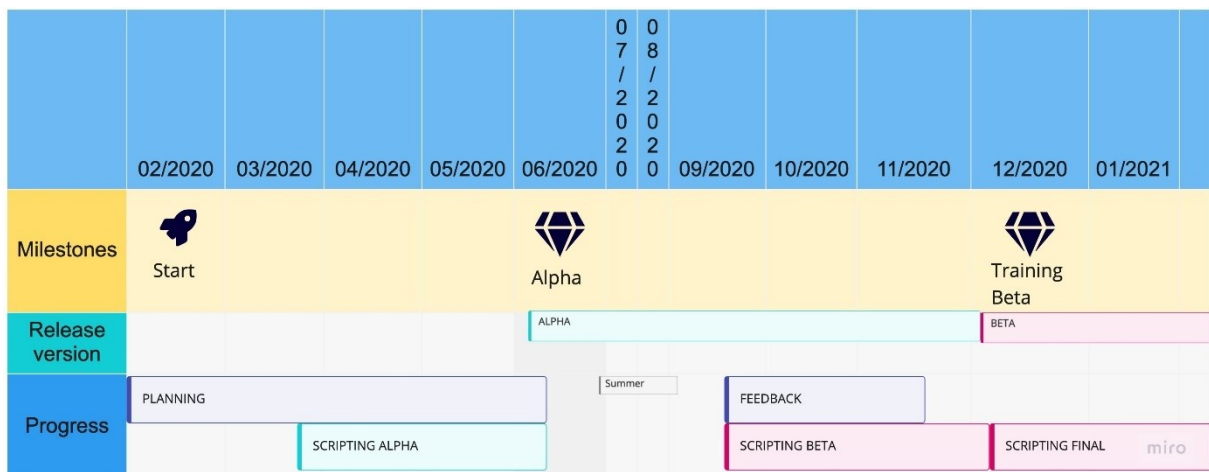 02/2020 03/2020 04/2020 05/2020 06/2020 07/2020 08/2020 09/2020 10/2020 11/2020 12/2020 01/2021
Milestones
Start
Alpha
Training
Beta
Release
version
ALPHA
BETA
Progress
Summer
PLANNING
FEEDBACK
SCRIPTING ALPHA
SCRIPTING BETA
SCRIPTING FINAL
miro